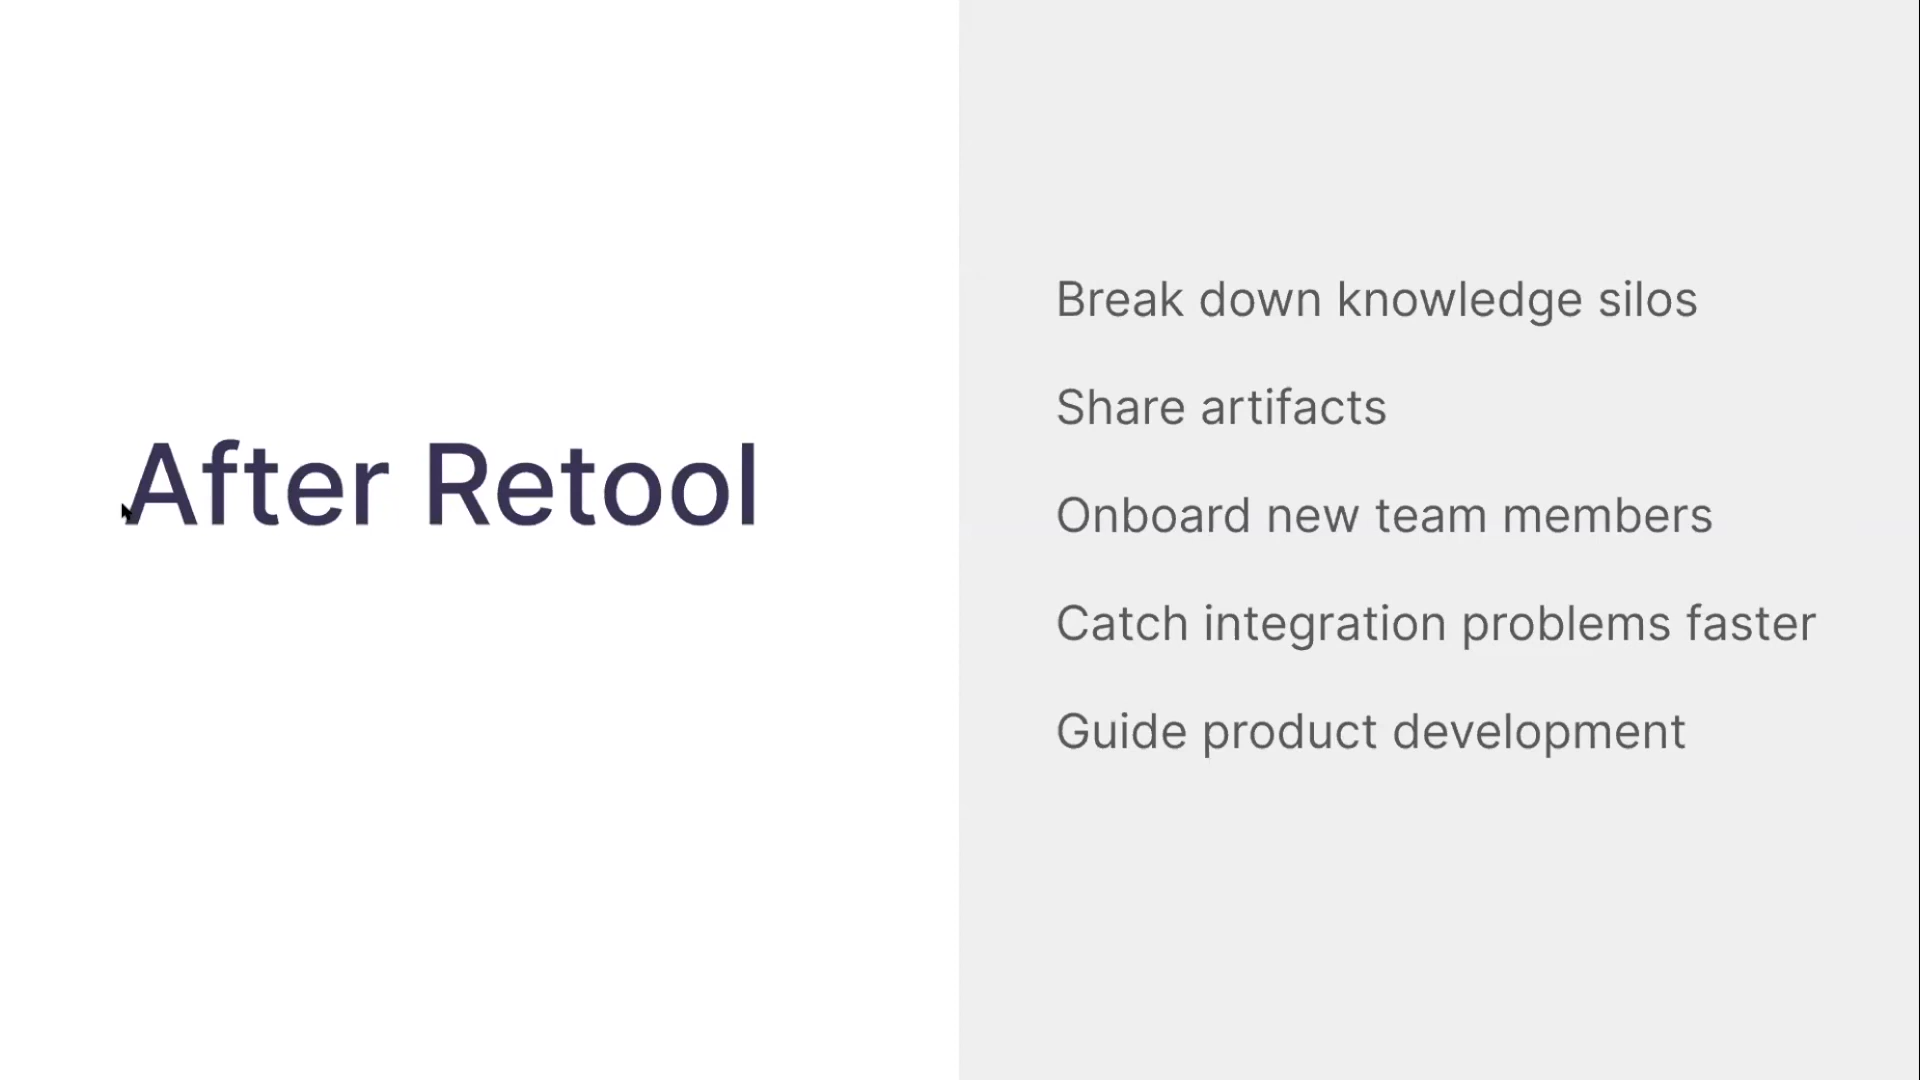 After Retool
Break down knowledge silos
Share artifacts
Onboard new team members
Catch integration problems faster
Guide product development